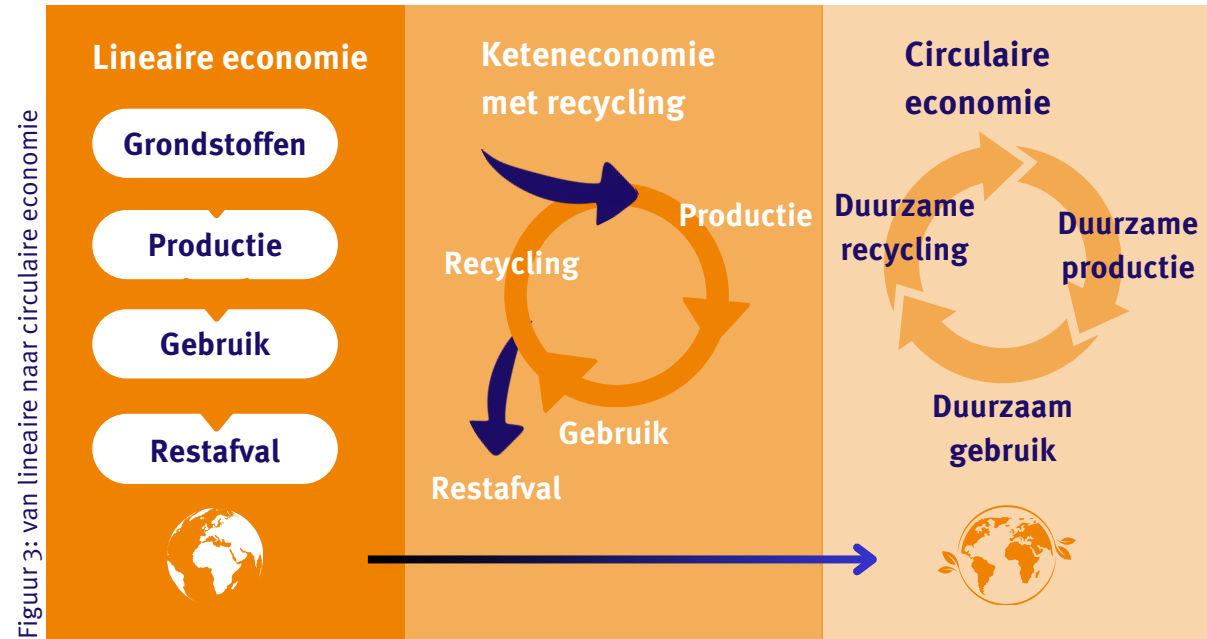 Figuur 3: van lineaire naar circulaire economie
Lineaire economie
Grondstoffen
Productie
Gebruik
Restafval
Keteneconomie
met recycling
Productie
Recycling
Gebruik
Restafval
Circulaire
economie
Duurzame
recycling
Duurzame
productie
Duurzaam
gebruik